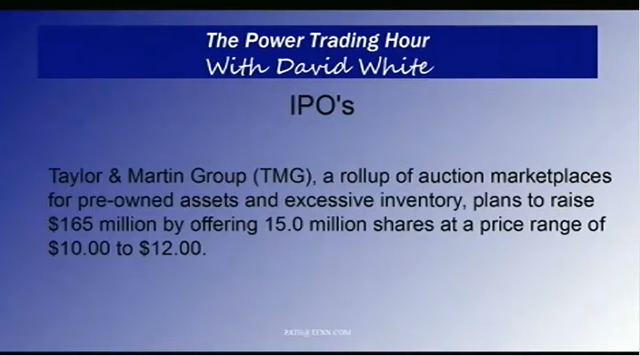 The Power Trading Hour
With David White
IPO's
Taylor & Martin Group (TMG), a rollup of auction marketplaces
for pre-owned assets and excessive inventory, plans to raise
$165 million by offering 15.0 million shares at a price range of
$10.00 to $12.00.